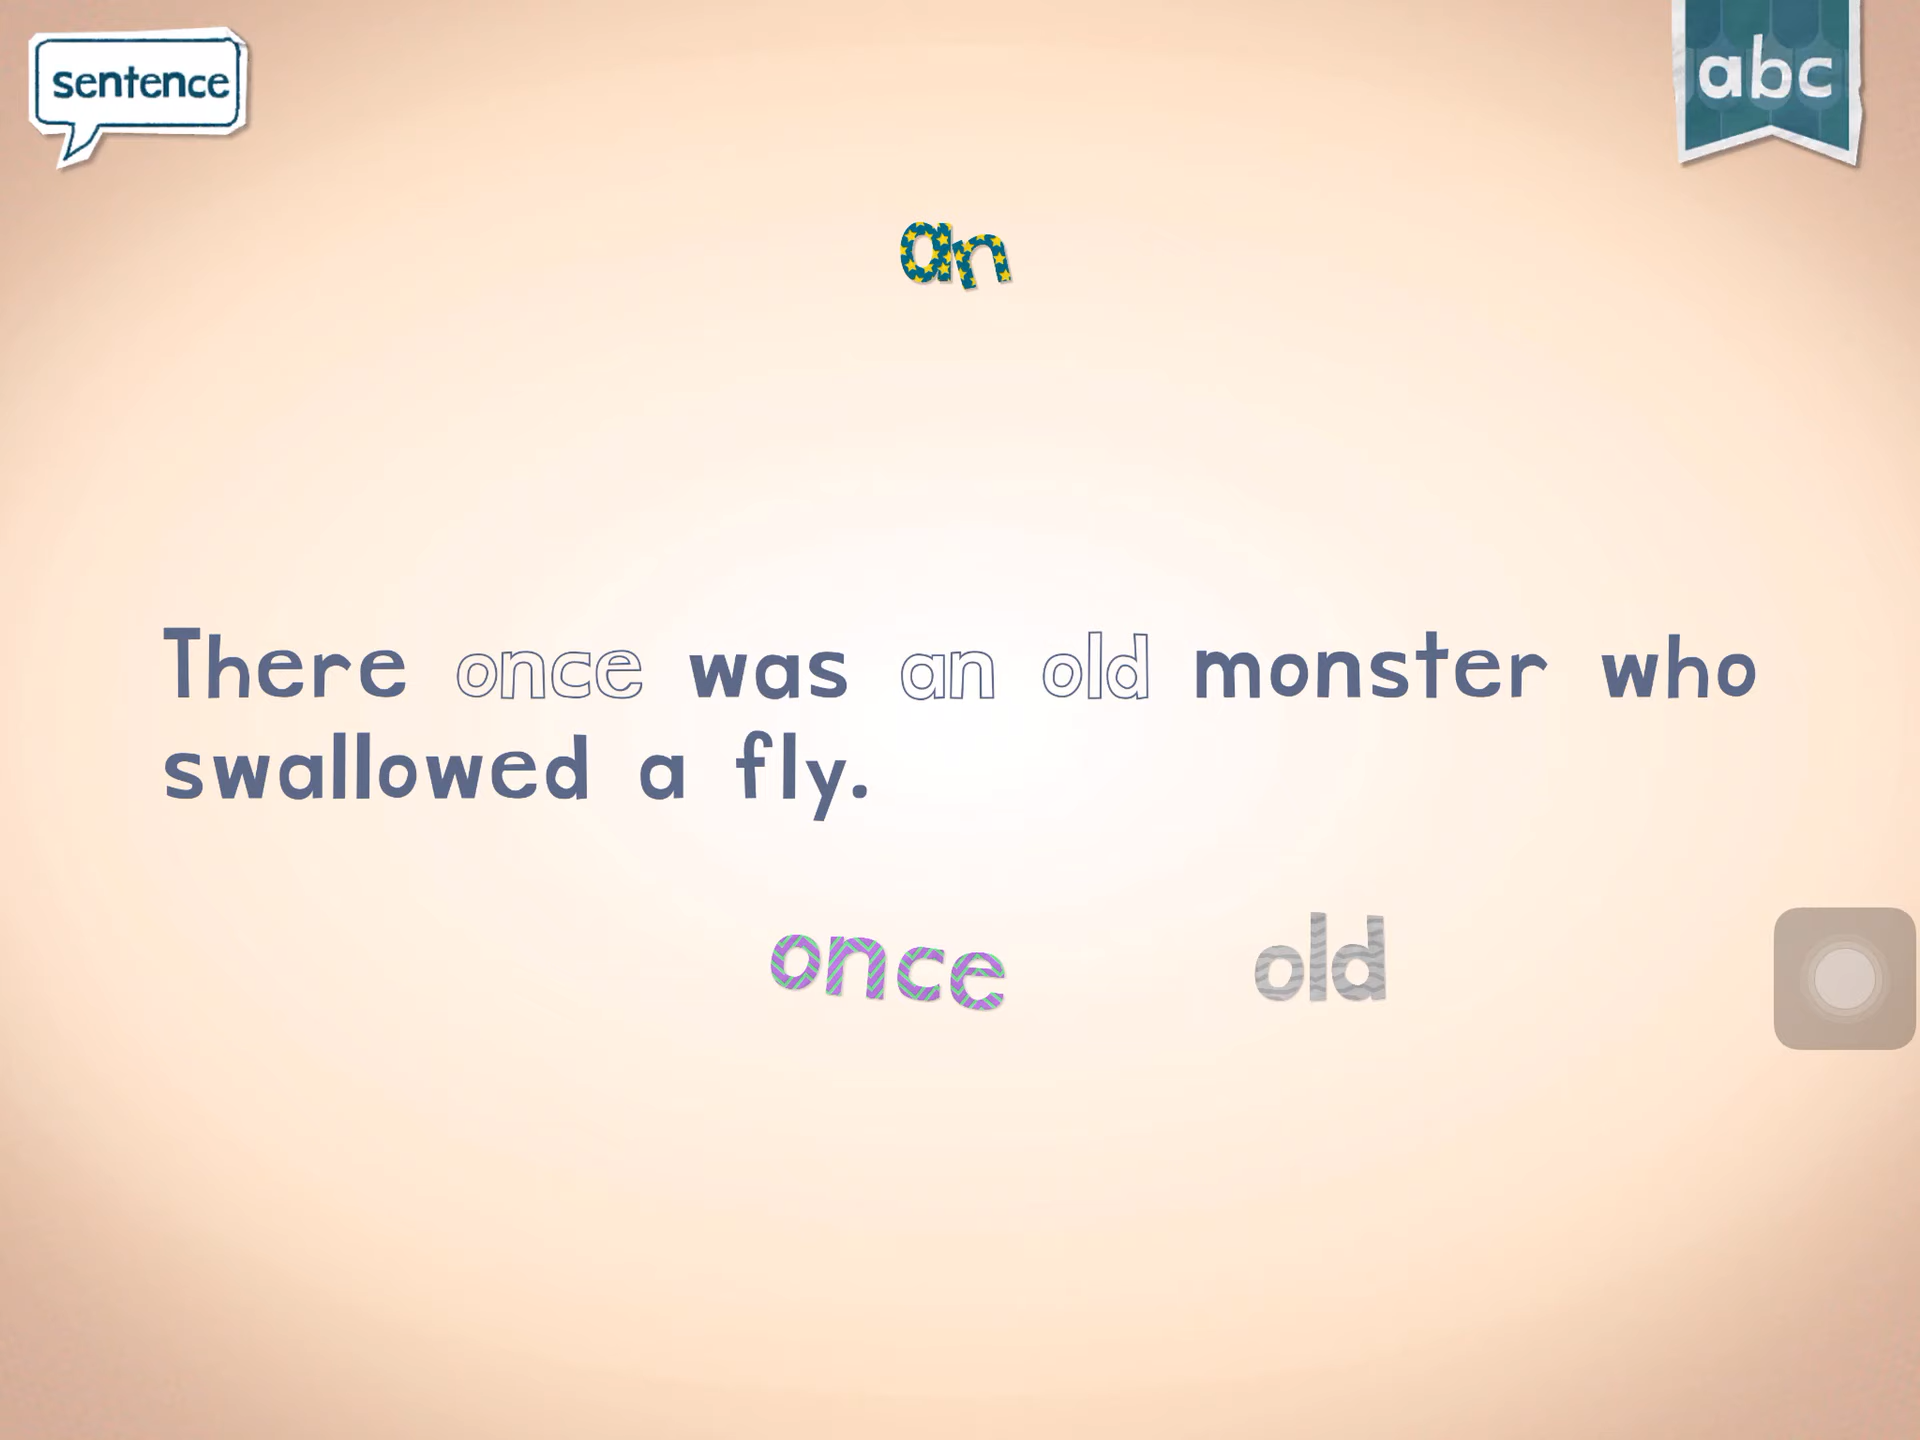 sentence
abc
an
There once was an old monster who
swallowed a fly.
once old